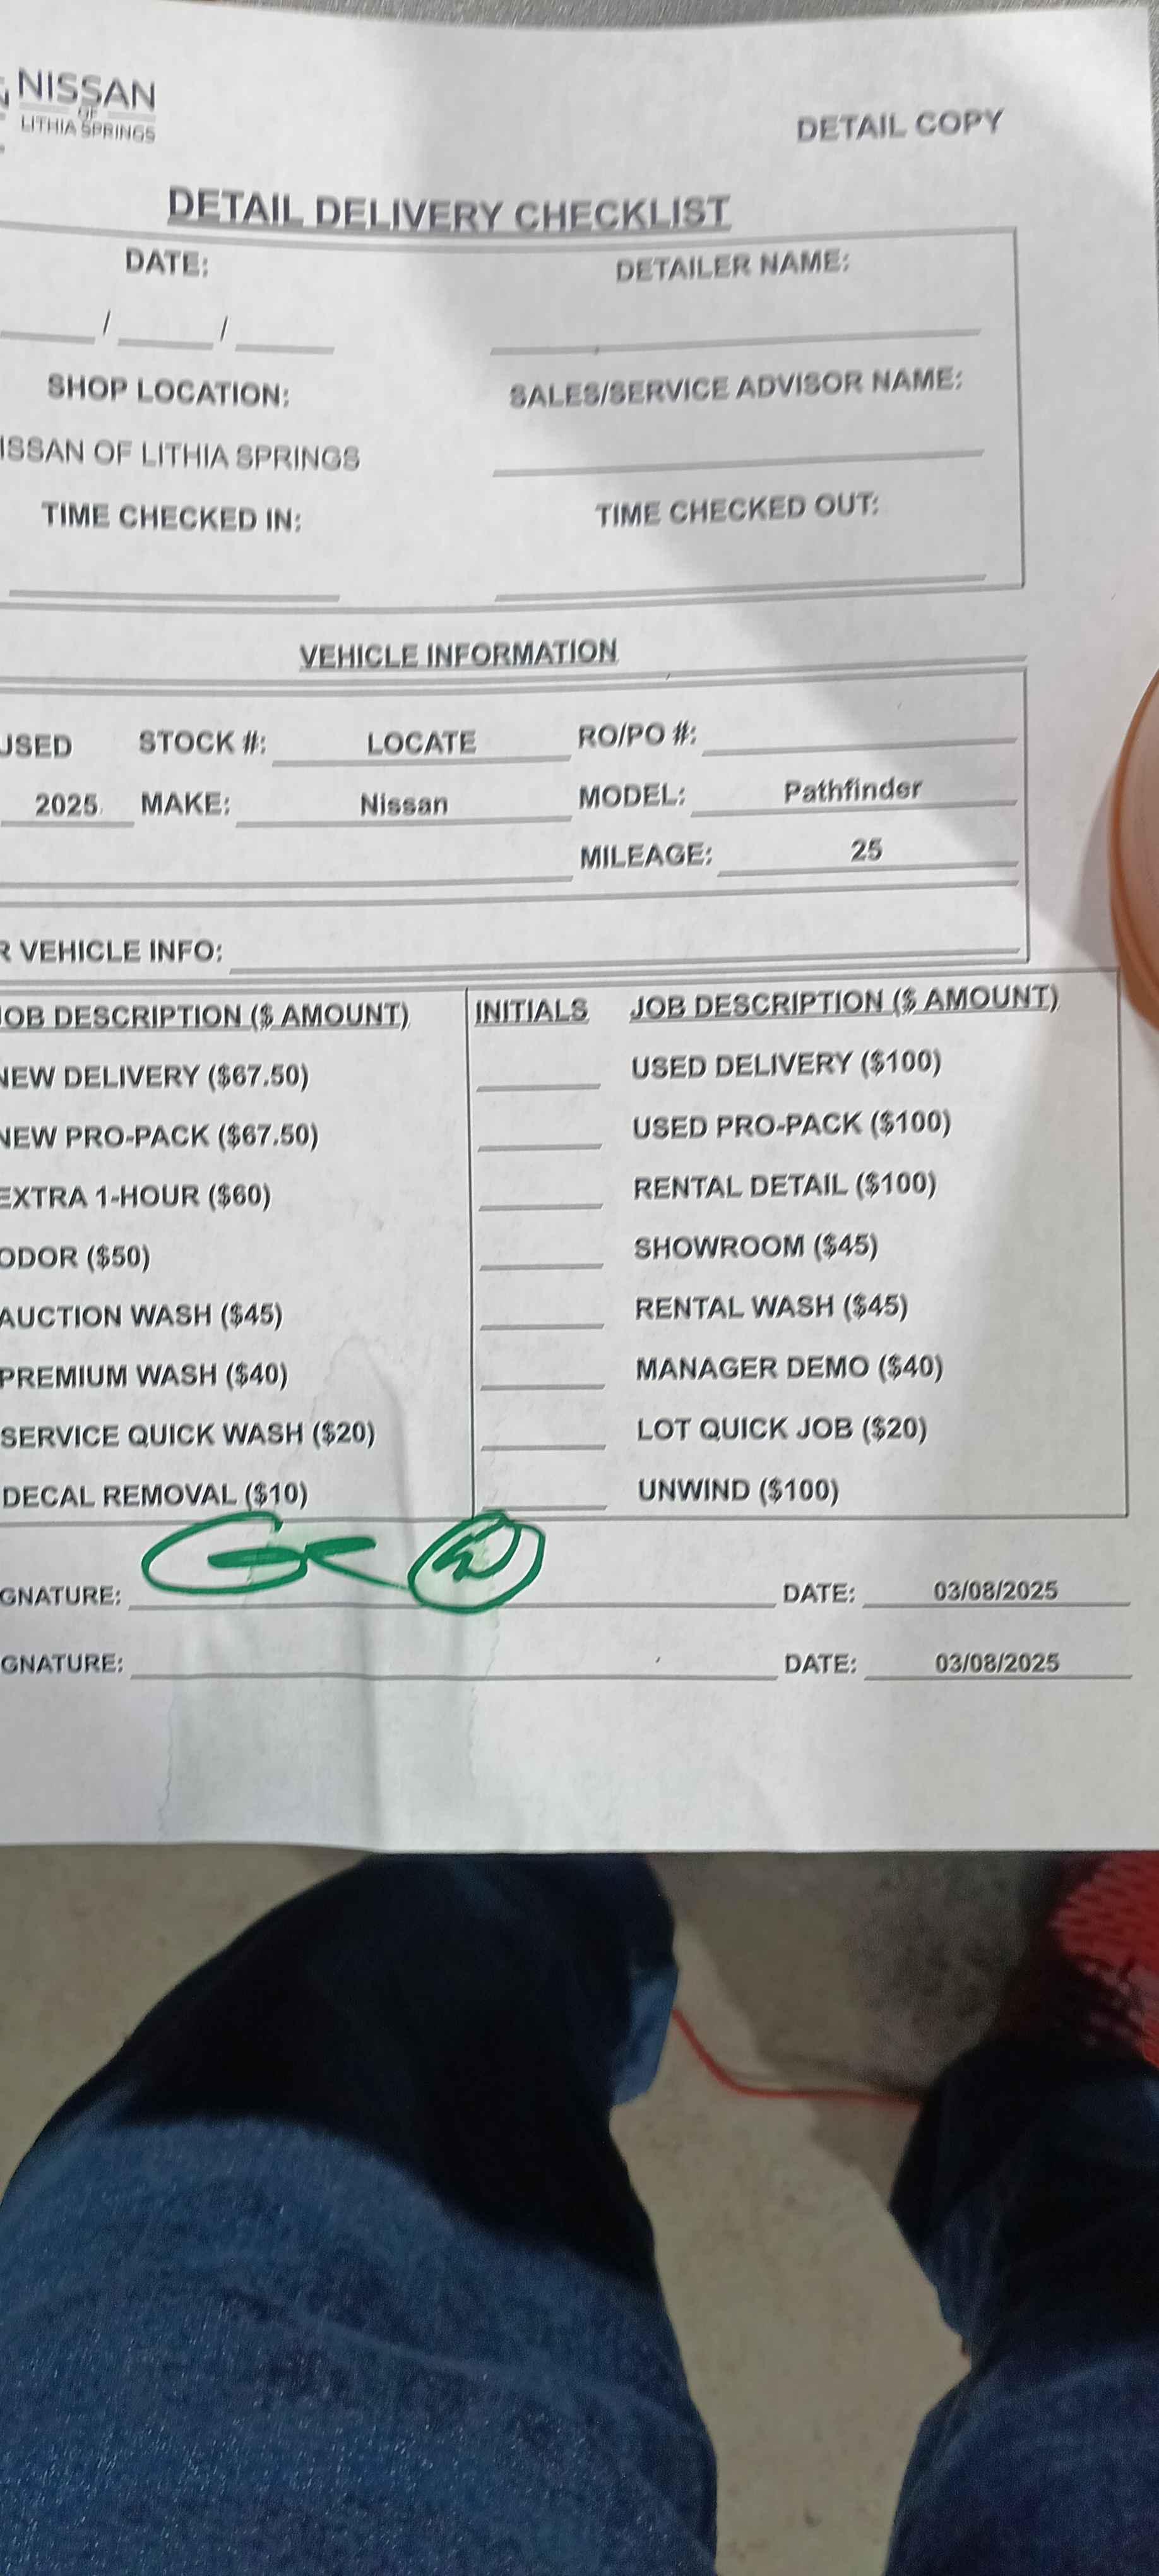 NISSAN
OF
LITHIA SPRINGS
DETAIL COPY
DETAIL DELIVERY CHECKLIST
DATE: DETAILER NAME:
/ /
SHOP LOCATION: SALES/SERVICE ADVISOR NAME:
ISSAN OF LITHIA SPRINGS
TIME CHECKED IN: TIME CHECKED OUT:
VEHICLE INFORMATION
USED STOCK #: LOCATE RO/PO #:
2025 MAKE: Nissan MODEL: Pathfinder
MILEAGE: 25
R VEHICLE INFO:
JOB DESCRIPTION ($ AMOUNT) INITIALS JOB DESCRIPTION ($ AMOUNT)
NEW DELIVERY ($67.50) USED DELIVERY ($100)
NEW PRO-PACK ($67.50) USED PRO-PACK ($100)
EXTRA 1-HOUR ($60) RENTAL DETAIL ($100)
ODOR ($50) SHOWROOM ($45)
AUCTION WASH ($45) RENTAL WASH ($45)
PREMIUM WASH ($40) MANAGER DEMO ($40)
SERVICE QUICK WASH ($20) LOT QUICK JOB ($20)
DECAL REMOVAL ($10) UNWIND ($100)
GNATURE: DATE: 03/08/2025
GNATURE: DATE: 03/08/2025